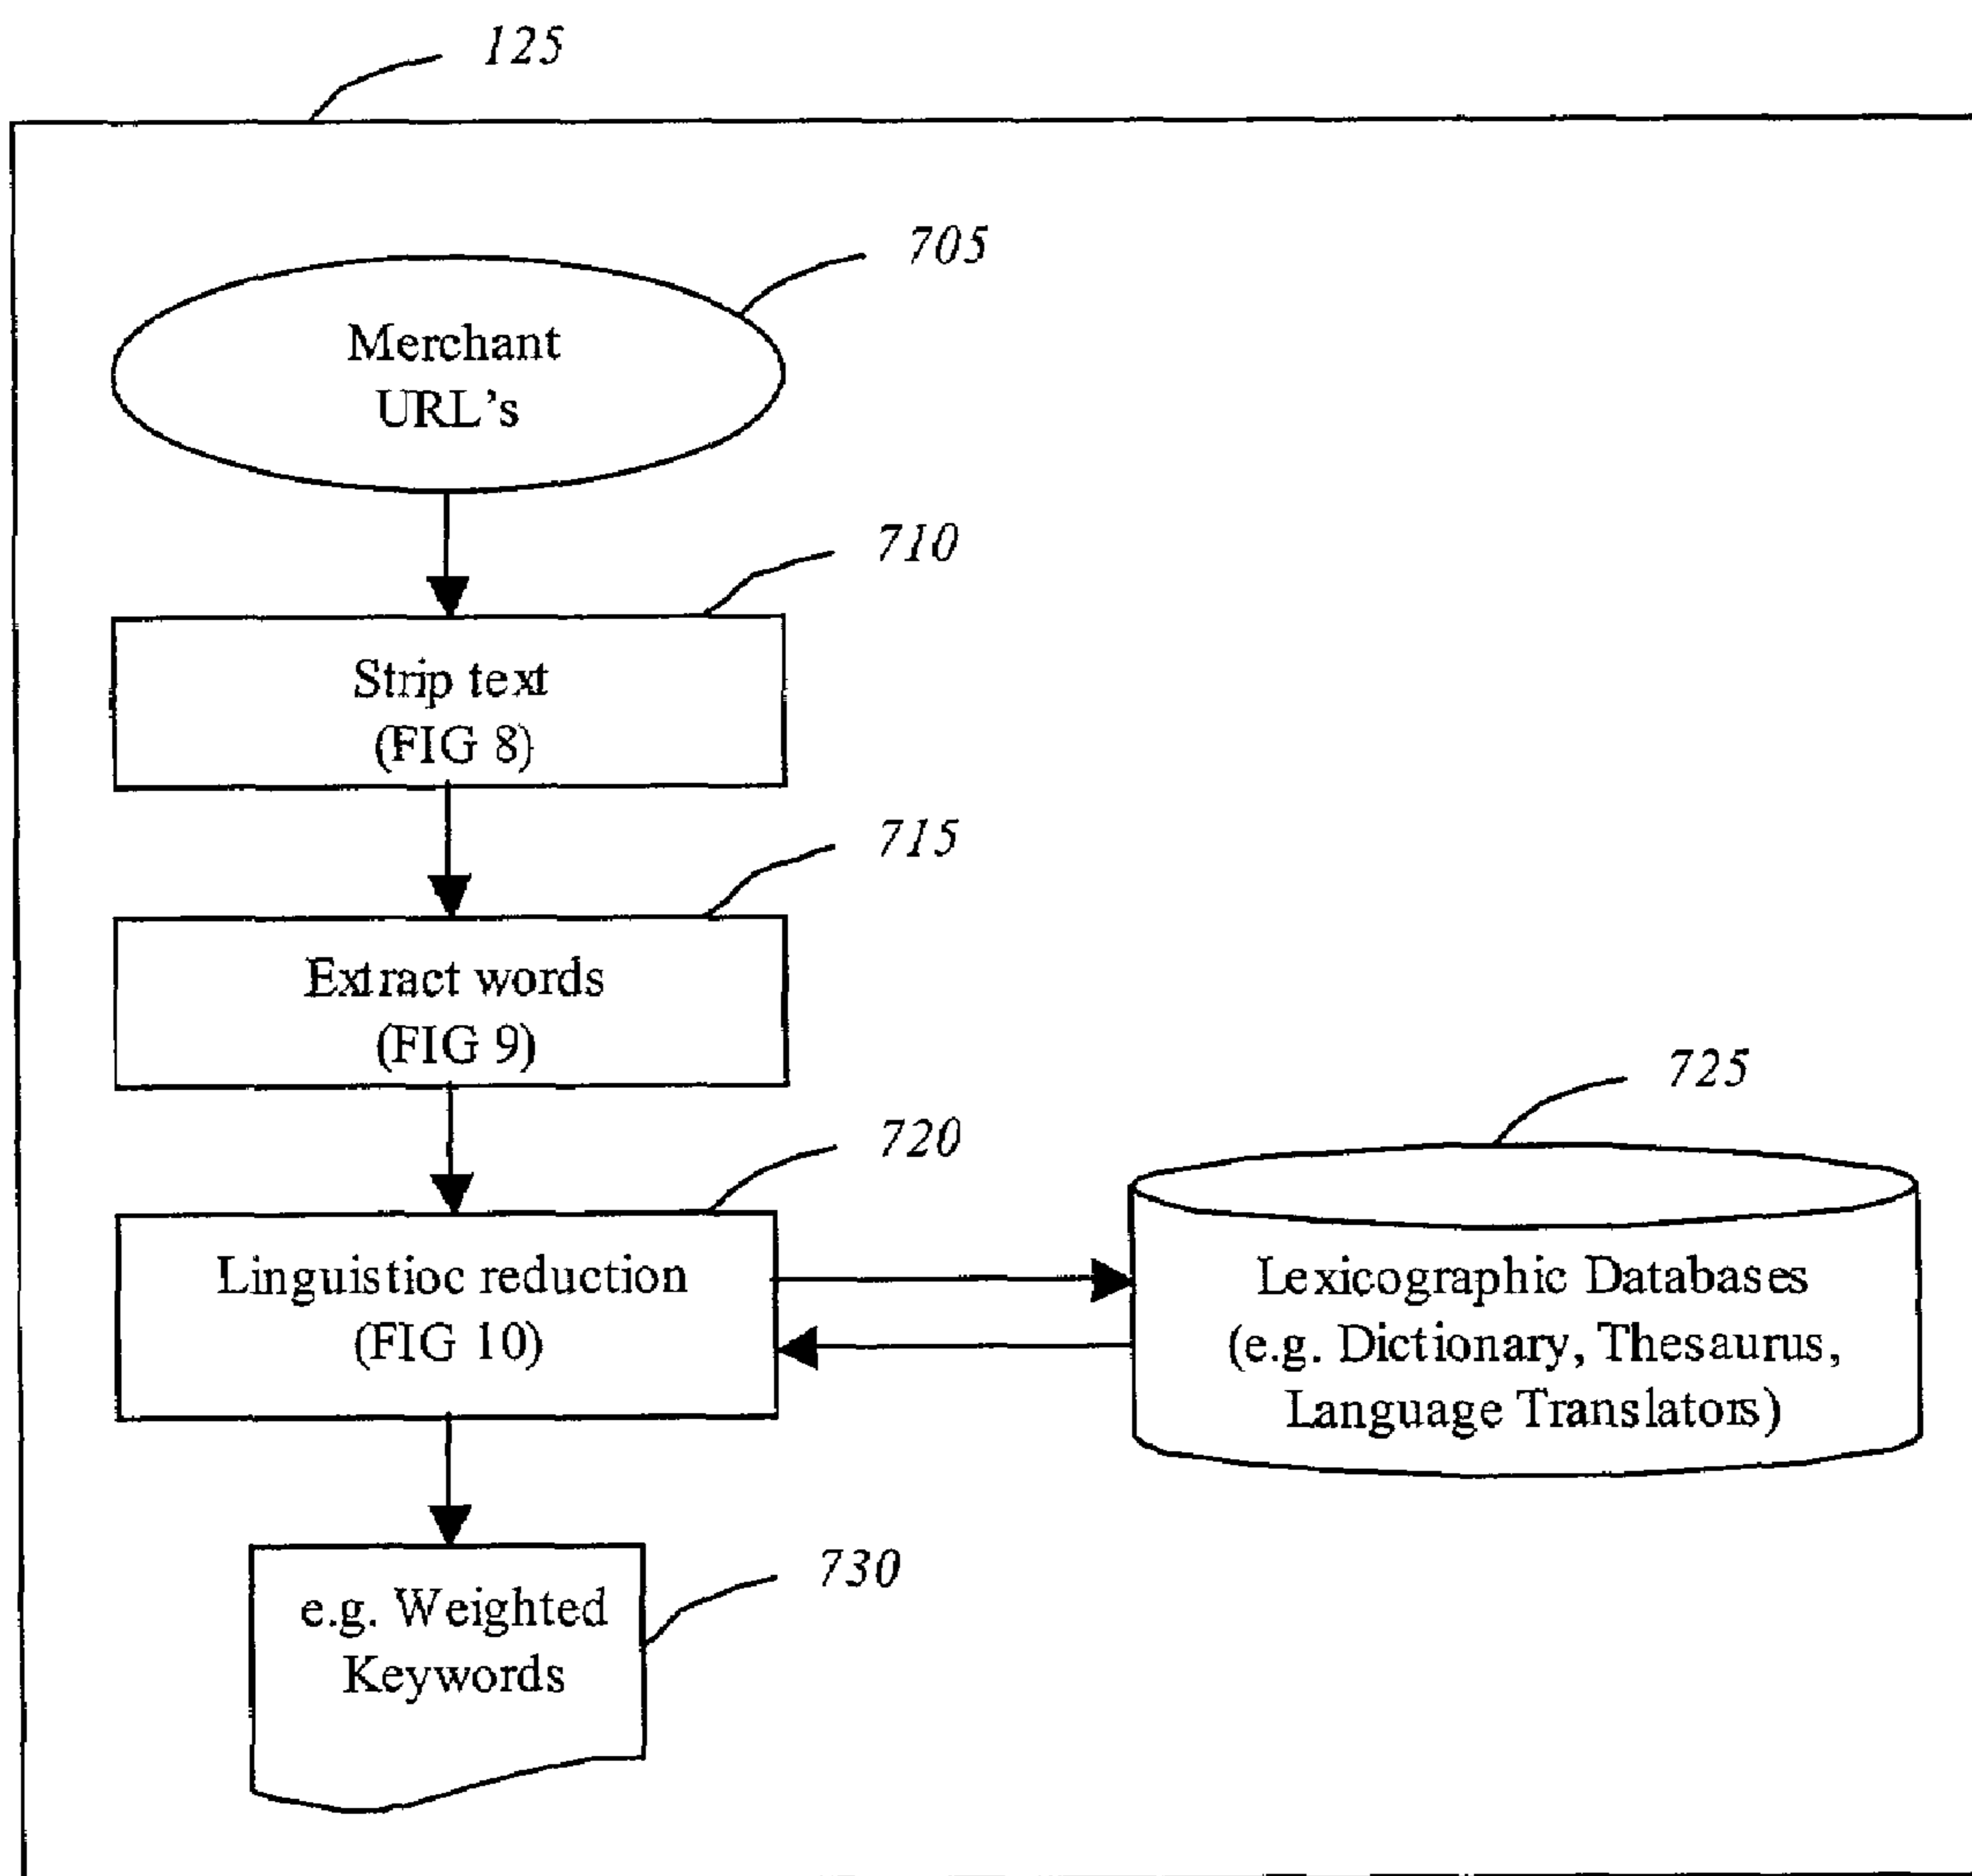 125
705
Merchant
URL's
710
Strip text
(FIG 8)
715
Extract words
(FIG 9)
720
Linguistioc reduction
(FIG 10)
725
Lexicographic Databases
(e.g. Dictionary, Thesaurus,
Language Translators)
730
e.g. Weighted
Keywords